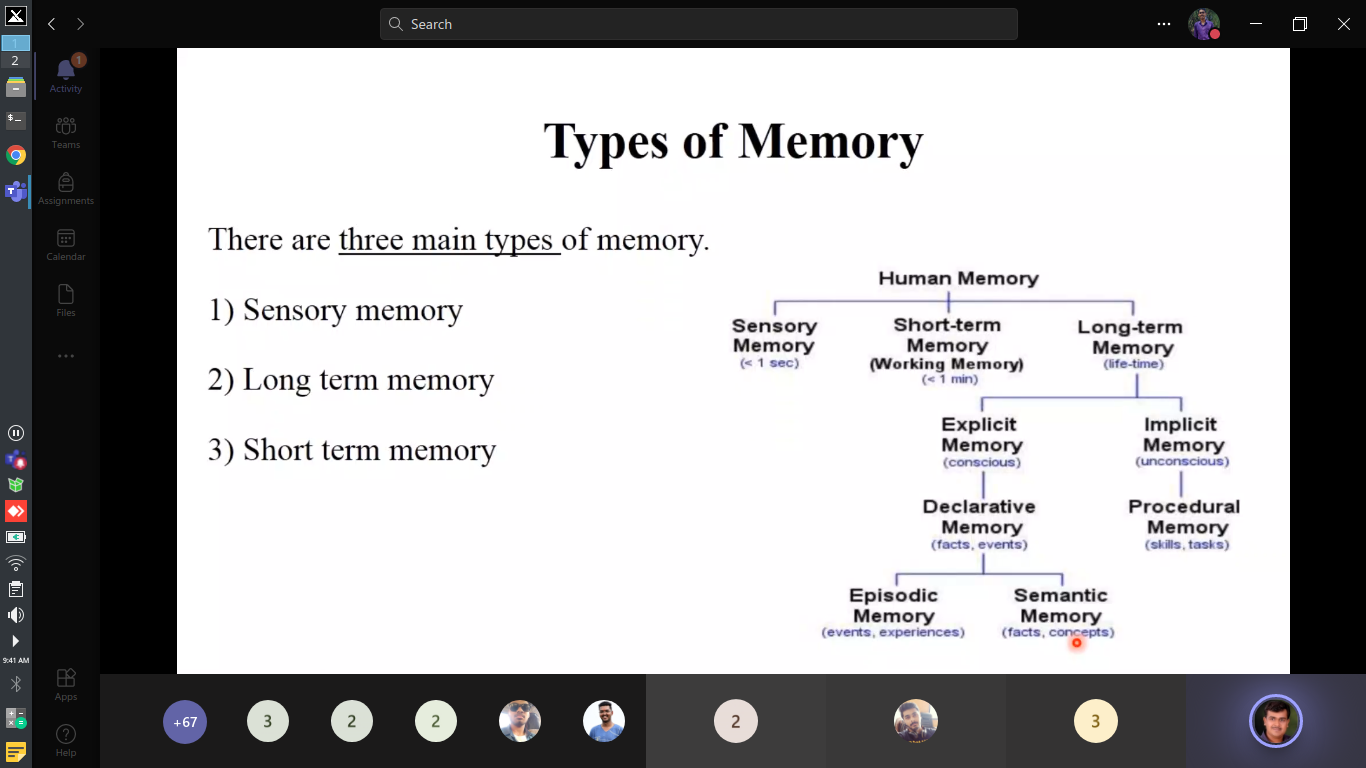 1
2
$-
9:41 AM
Search
1
Activity
Teams
Assignments
Calendar
Files
Apps
Help
Types of Memory
There are three main types of memory.
1) Sensory memory
2) Long term memory
3) Short term memory
Human Memory
Sensory
Memory
(< 1 sec)
Short-term
Memory
(Working Memory)
(< 1 min)
Long-term
Memory
(life-time)
Explicit
Memory
(conscious)
Implicit
Memory
(unconscious)
Declarative
Memory
(facts, events)
Procedural
Memory
(skills, tasks)
Episodic
Memory
(events, experiences)
Semantic
Memory
(facts, concepts)
+67
3
2
2
2
3